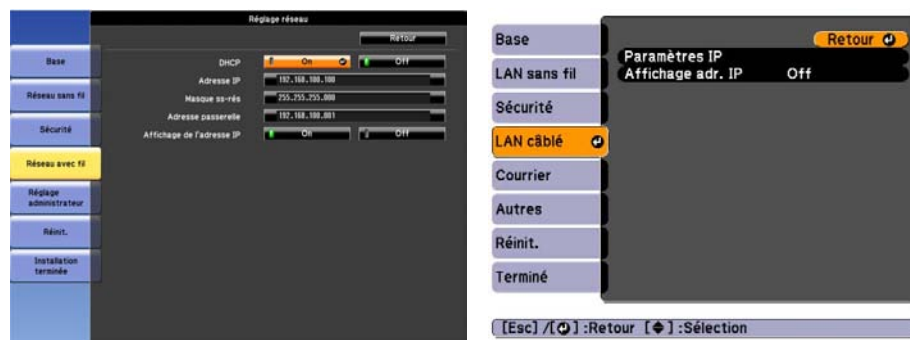 Réglage réseau
Retour
Base
Réseau sans fil
Sécurité
Réseau avec fil
Réglage
administrateur
Réinit.
Installation
terminée
DHCP On Off
Adresse IP 192.168.100.100
Masque ss-rés 255.255.255.000
Adresse passerelle 192.168.100.001
Affichage de l'adresse IP On Off
Base
LAN sans fil
Sécurité
LAN câblé
Courrier
Autres
Réinit.
Terminé
Retour
Paramètres IP
Affichage adr. IP Off
[Esc] /[ ] :Retour [ ] :Sélection